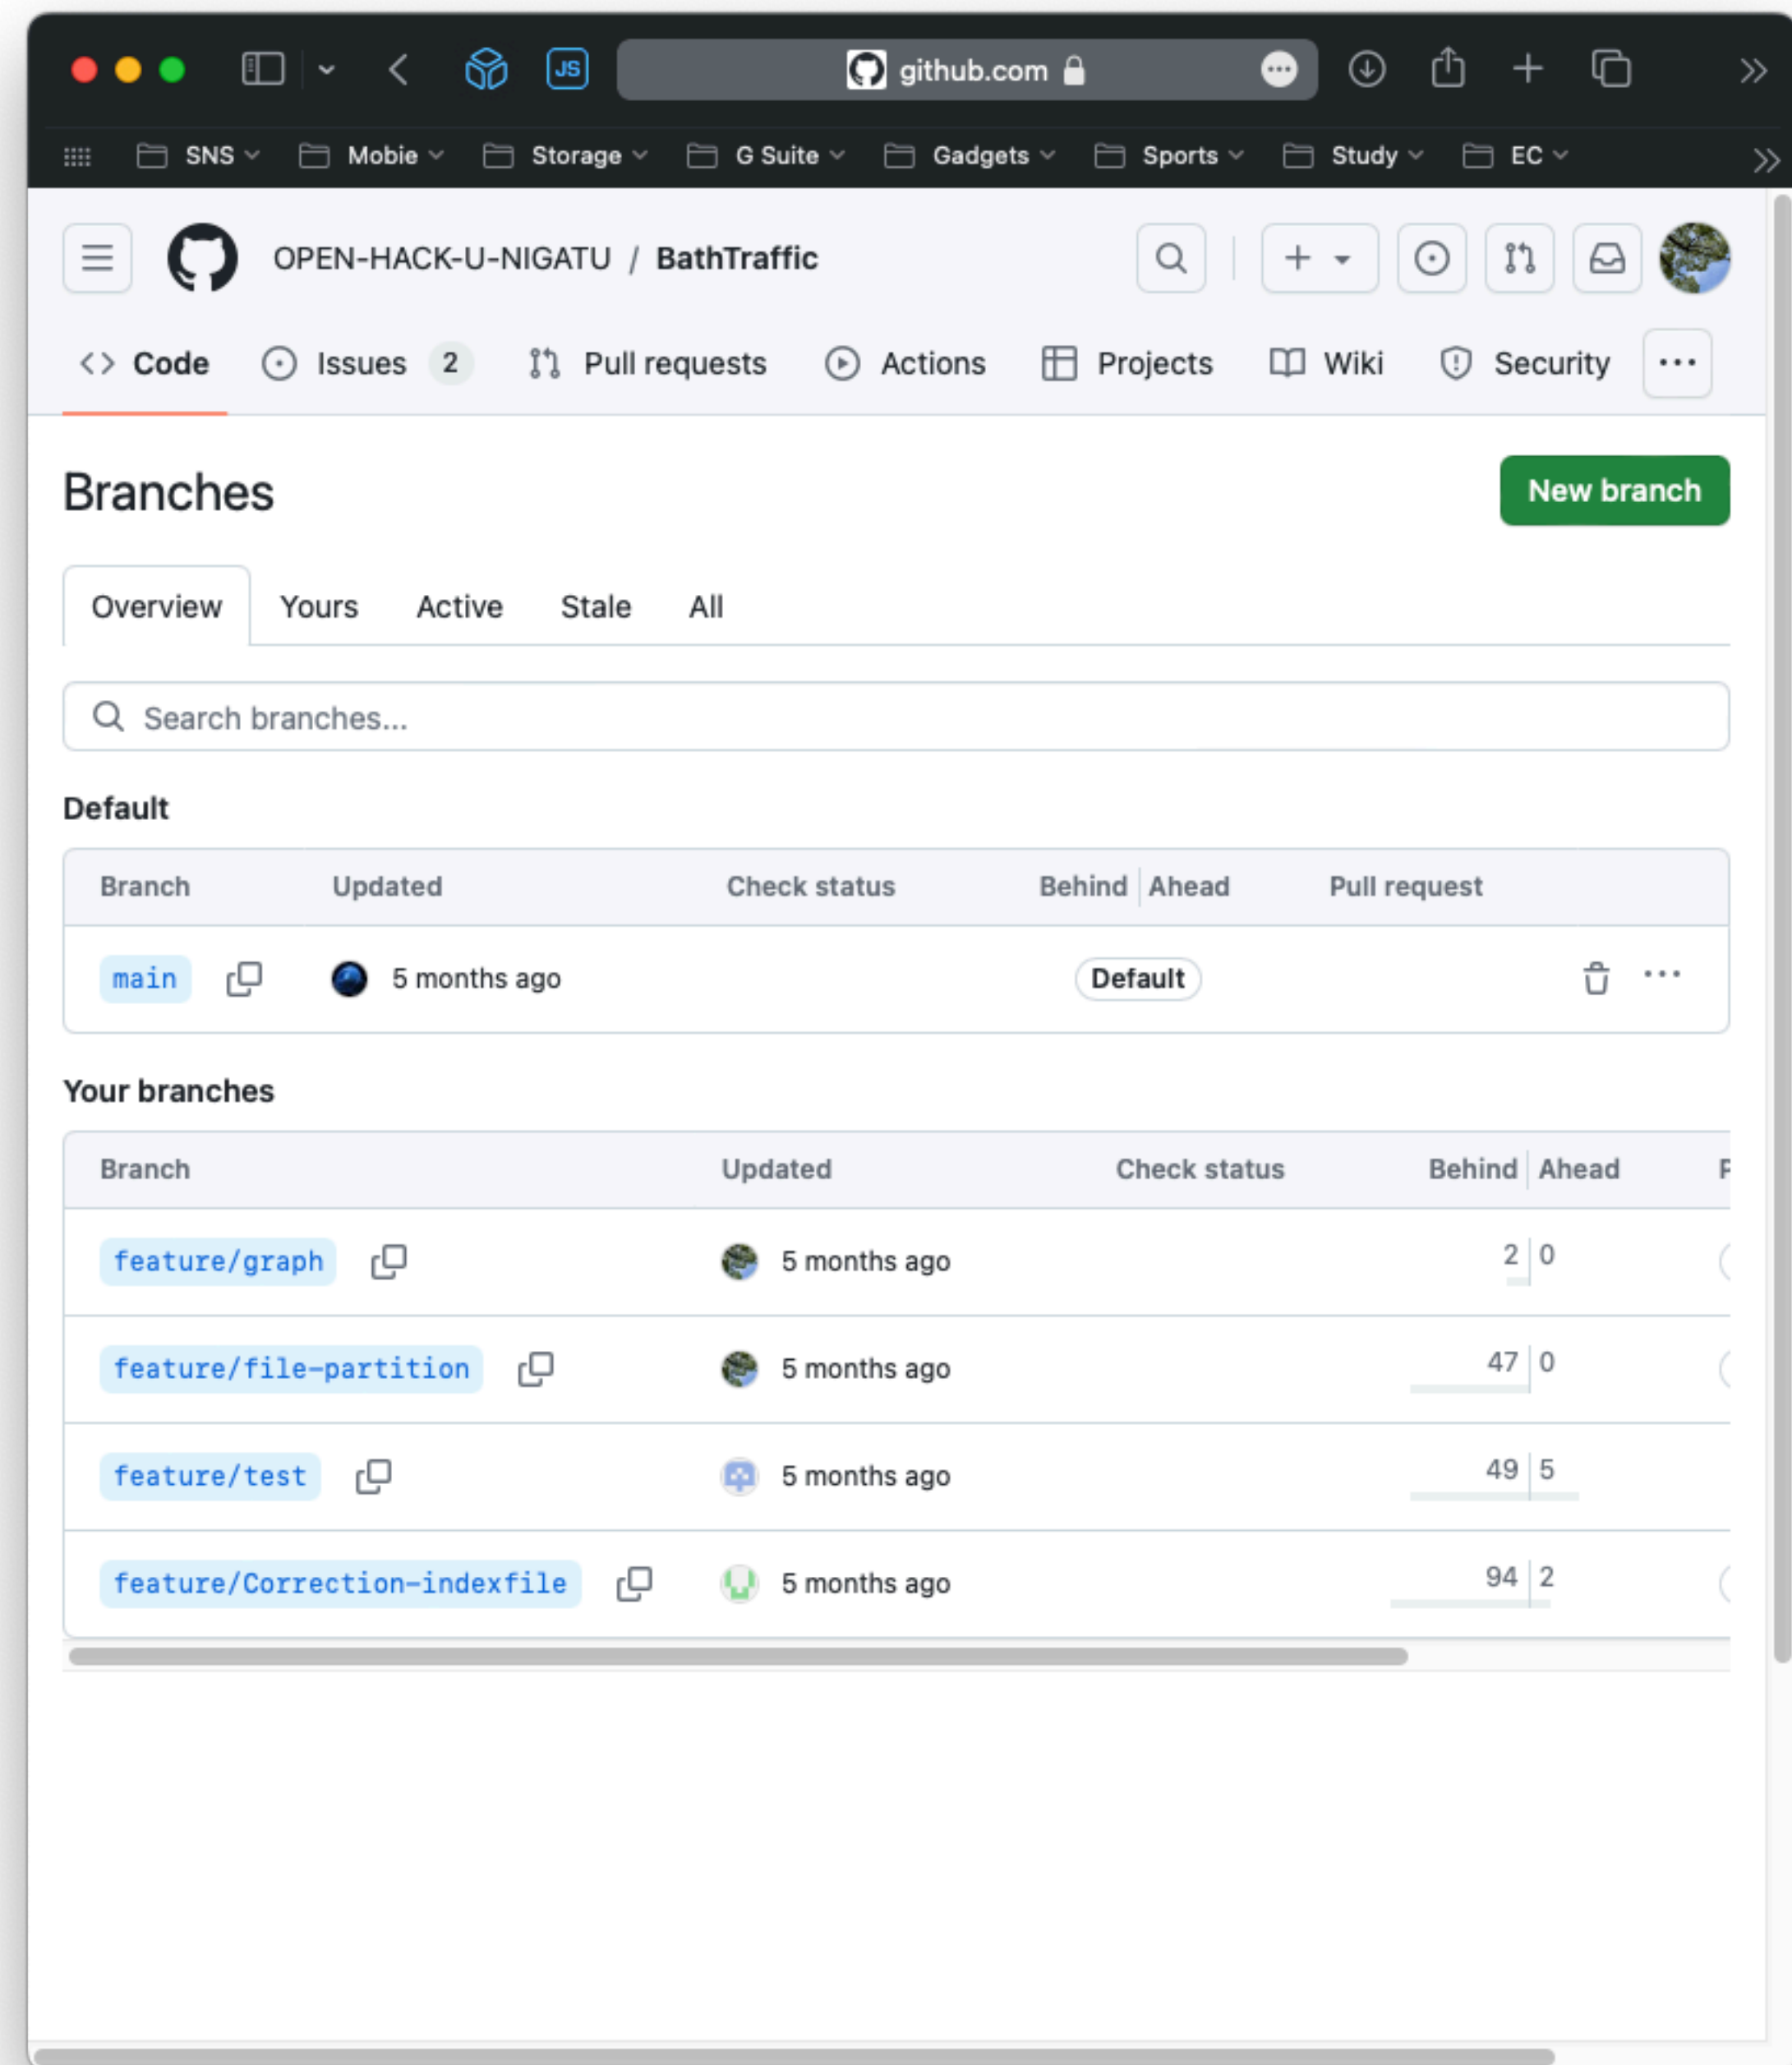 JS github.com
SNS Mobie Storage G Suite Gadgets Sports Study EC
OPEN-HACK-U-NIGATU / BathTraffic
Code Issues 2 Pull requests Actions Projects Wiki Security
Branches New branch
Overview Yours Active Stale All
Search branches...
Default
Branch Updated Check status Behind Ahead Pull request
main 5 months ago Default
Your branches
Branch Updated Check status Behind Ahead
feature/graph 5 months ago 2 0
feature/file-partition 5 months ago 47 0
feature/test 5 months ago 49 5
feature/Correction-indexfile 5 months ago 94 2